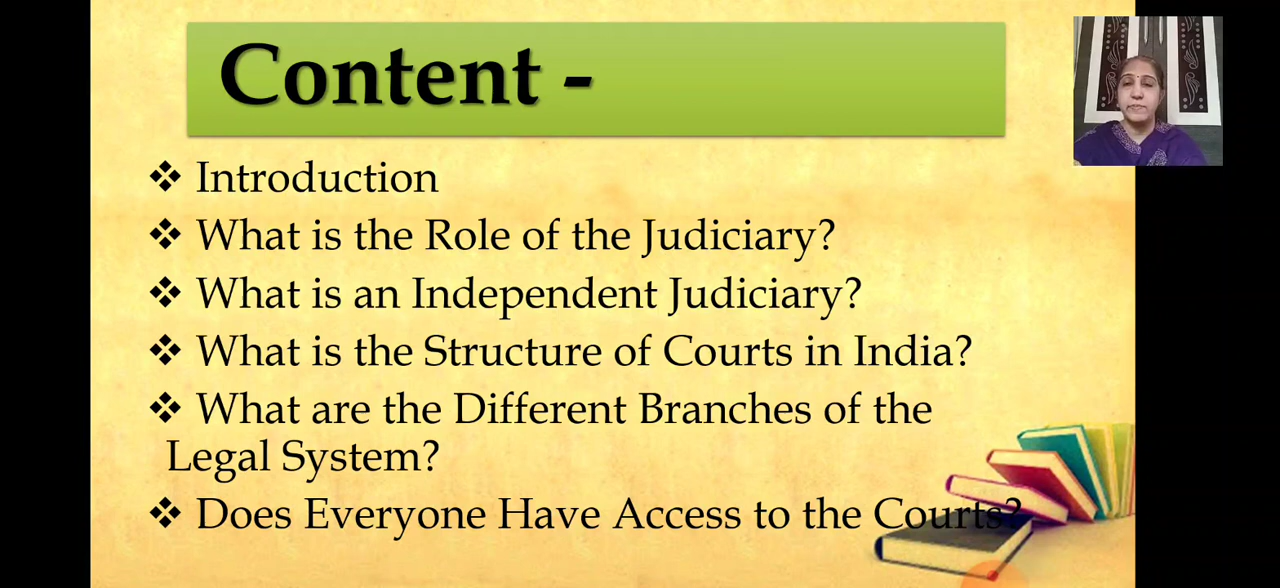 Content -
❖ Introduction
❖ What is the Role of the Judiciary?
❖ What is an Independent Judiciary?
❖ What is the Structure of Courts in India?
❖ What are the Different Branches of the
Legal System?
❖ Does Everyone Have Access to the Courts?